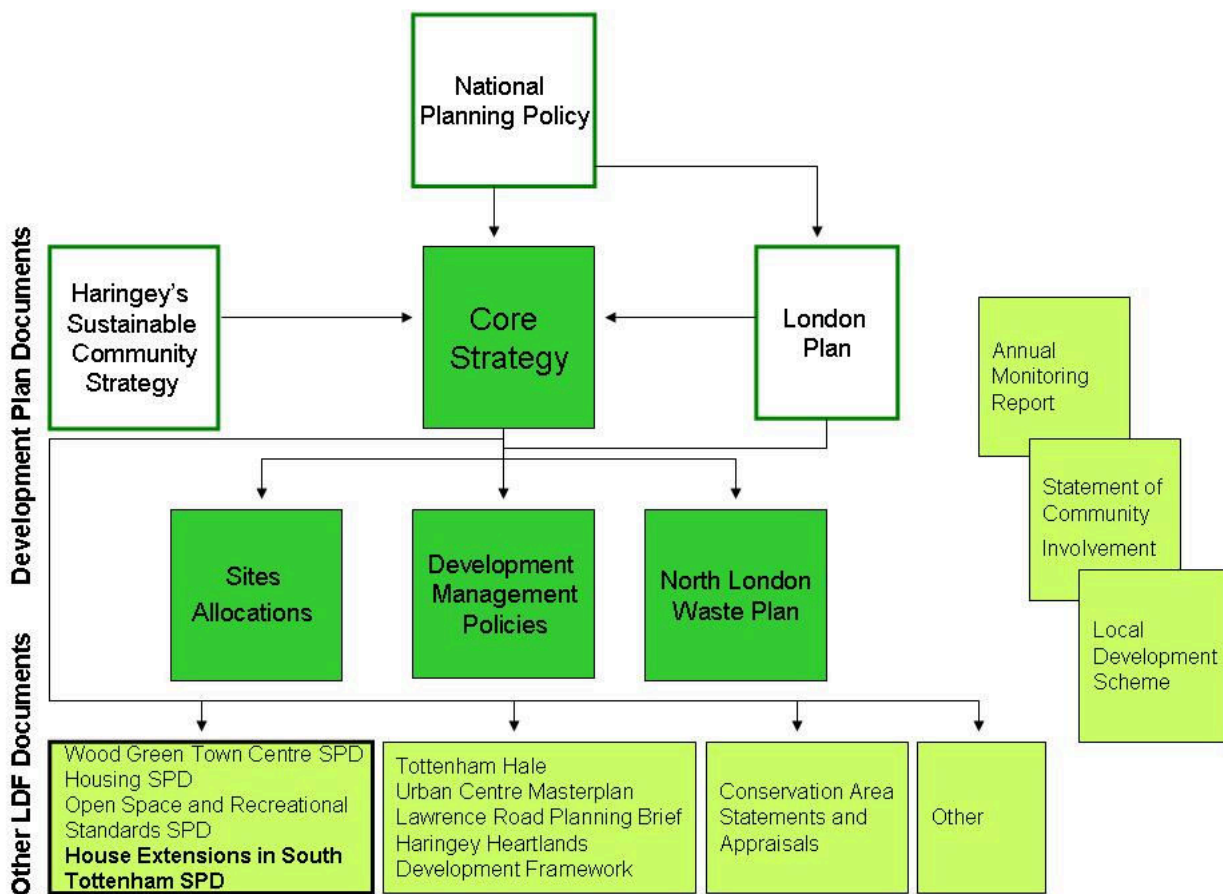 National
Planning Policy
Development Plan Documents
Haringey's
Sustainable
Community
Strategy
Core
Strategy
London
Plan
Annual
Monitoring
Report
Statement of
Community
Involvement
Local
Development
Scheme
Sites
Allocations
Development
Management
Policies
North London
Waste Plan
Other LDF Documents
Wood Green Town Centre SPD
Housing SPD
Open Space and Recreational
Standards SPD
House Extensions in South
Tottenham SPD
Tottenham Hale
Urban Centre Masterplan
Lawrence Road Planning Brief
Haringey Heartlands
Development Framework
Conservation Area
Statements and
Appraisals
Other